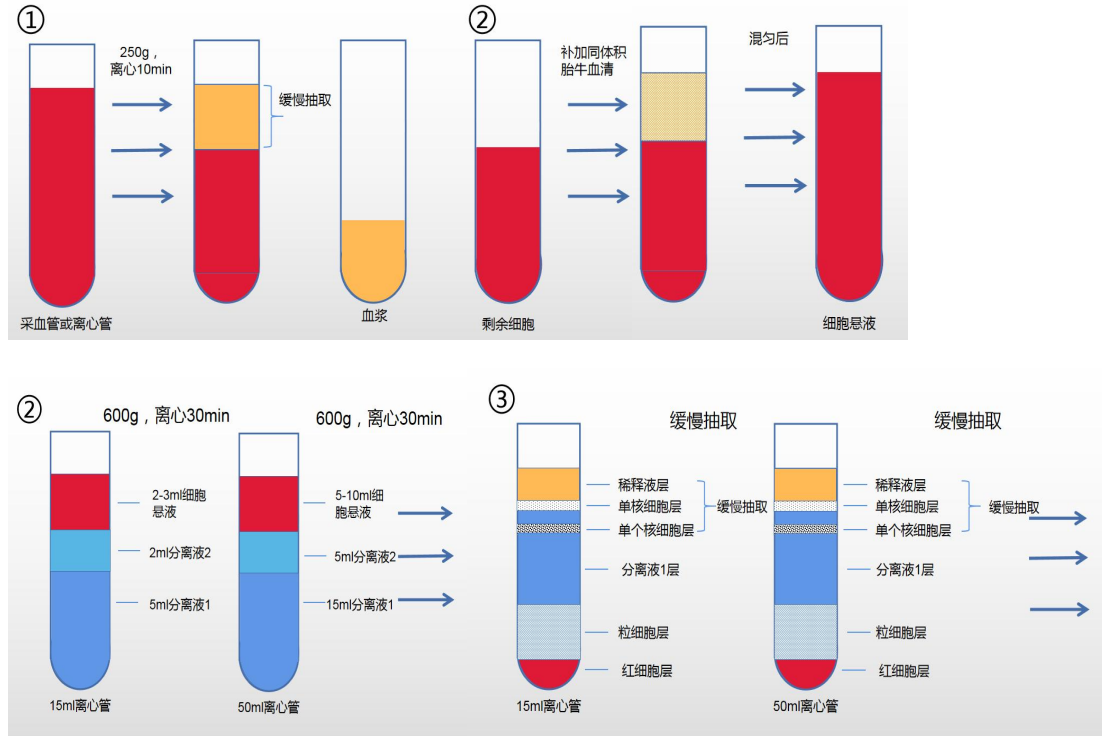 ①
250g，
离心10min
缓慢抽取
采血管或离心管
血浆
②
补加同体积
胎牛血清
混匀后
剩余细胞
细胞悬液
②
600g，离心30min
600g，离心30min
2-3ml细胞
悬液
2ml分离液2
5ml分离液1
15ml离心管
5-10ml细
胞悬液
5ml分离液2
15ml分离液1
50ml离心管
③
缓慢抽取
缓慢抽取
稀释液层
单核细胞层
缓慢抽取
单个核细胞层
分离液1层
粒细胞层
红细胞层
15ml离心管
稀释液层
单核细胞层
缓慢抽取
单个核细胞层
分离液1层
粒细胞层
红细胞层
50ml离心管